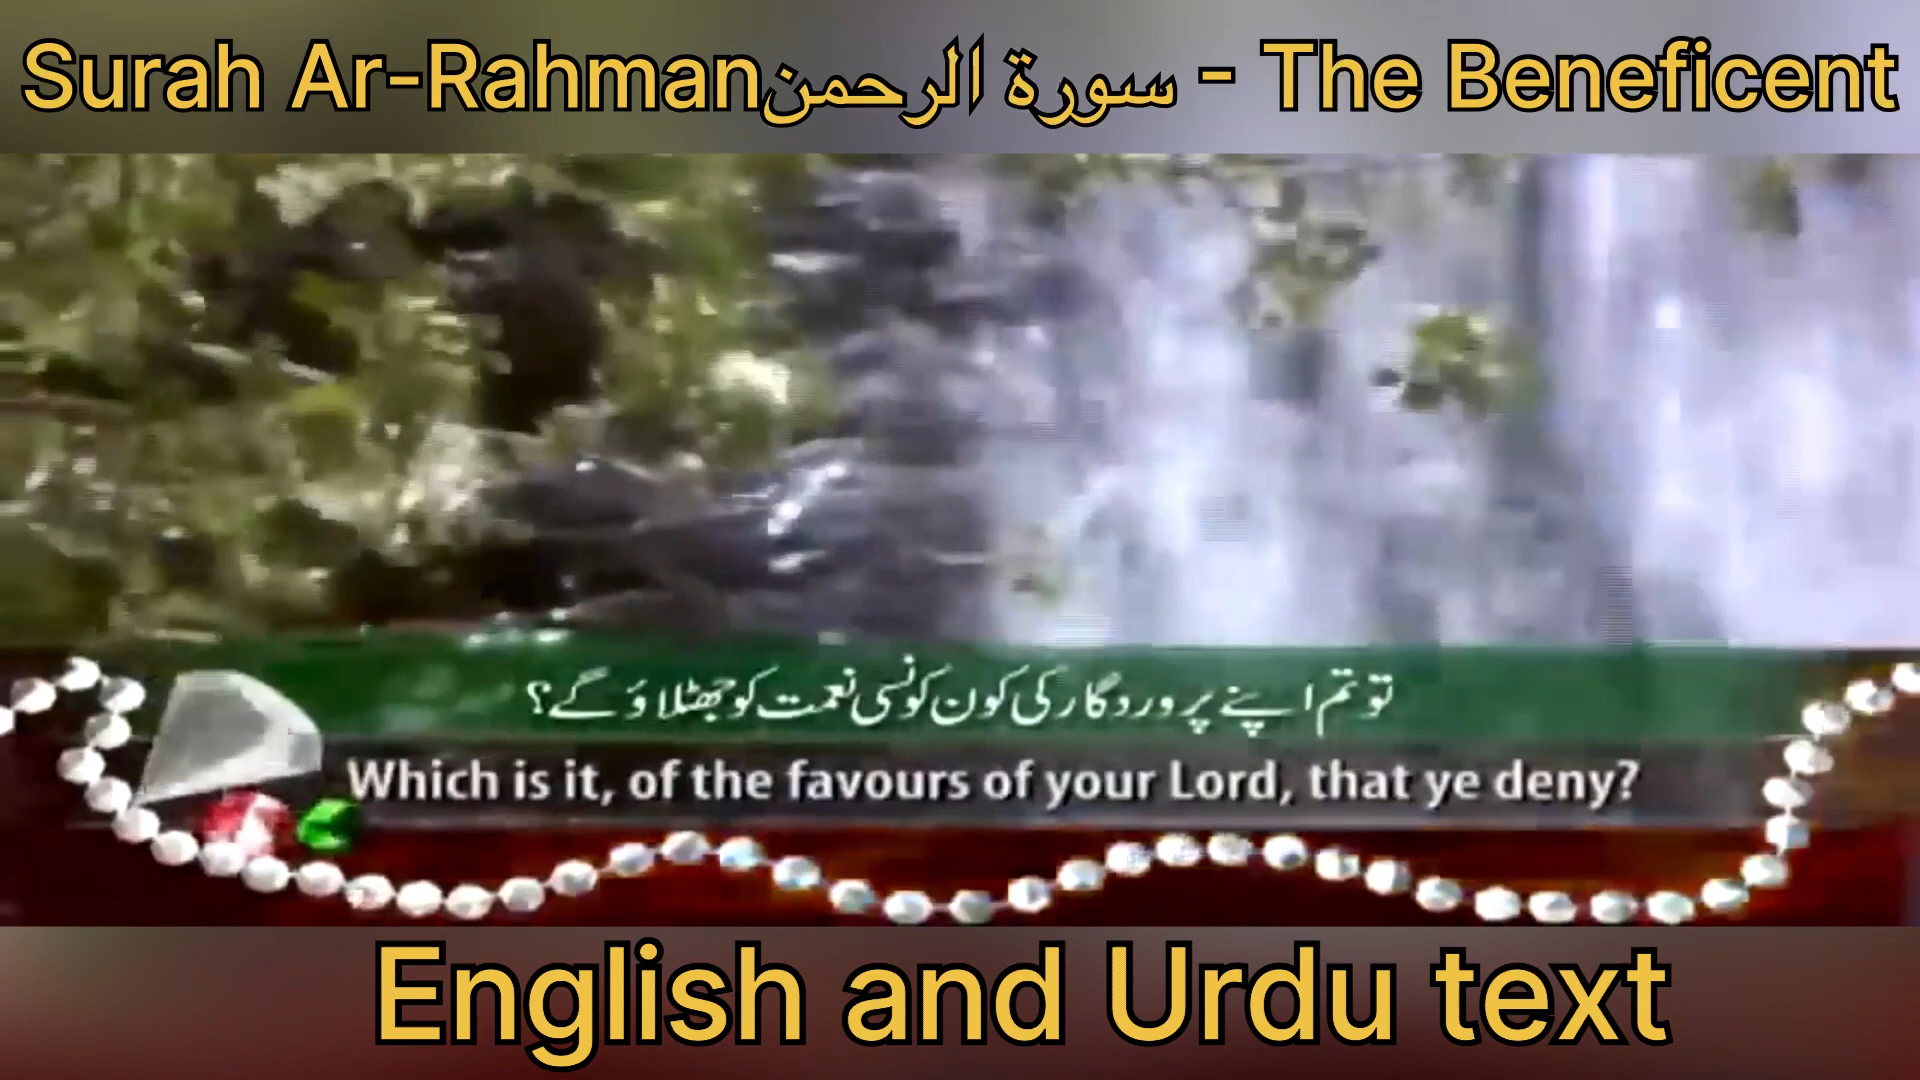 Surah Ar-Rahmanسورة الرحمن - The Beneficent
تو تم اپنے پروردگار کی کون کونسی نعمت کو جھٹلاؤ گے؟
Which is it, of the favours of your Lord, that ye deny?
English and Urdu text